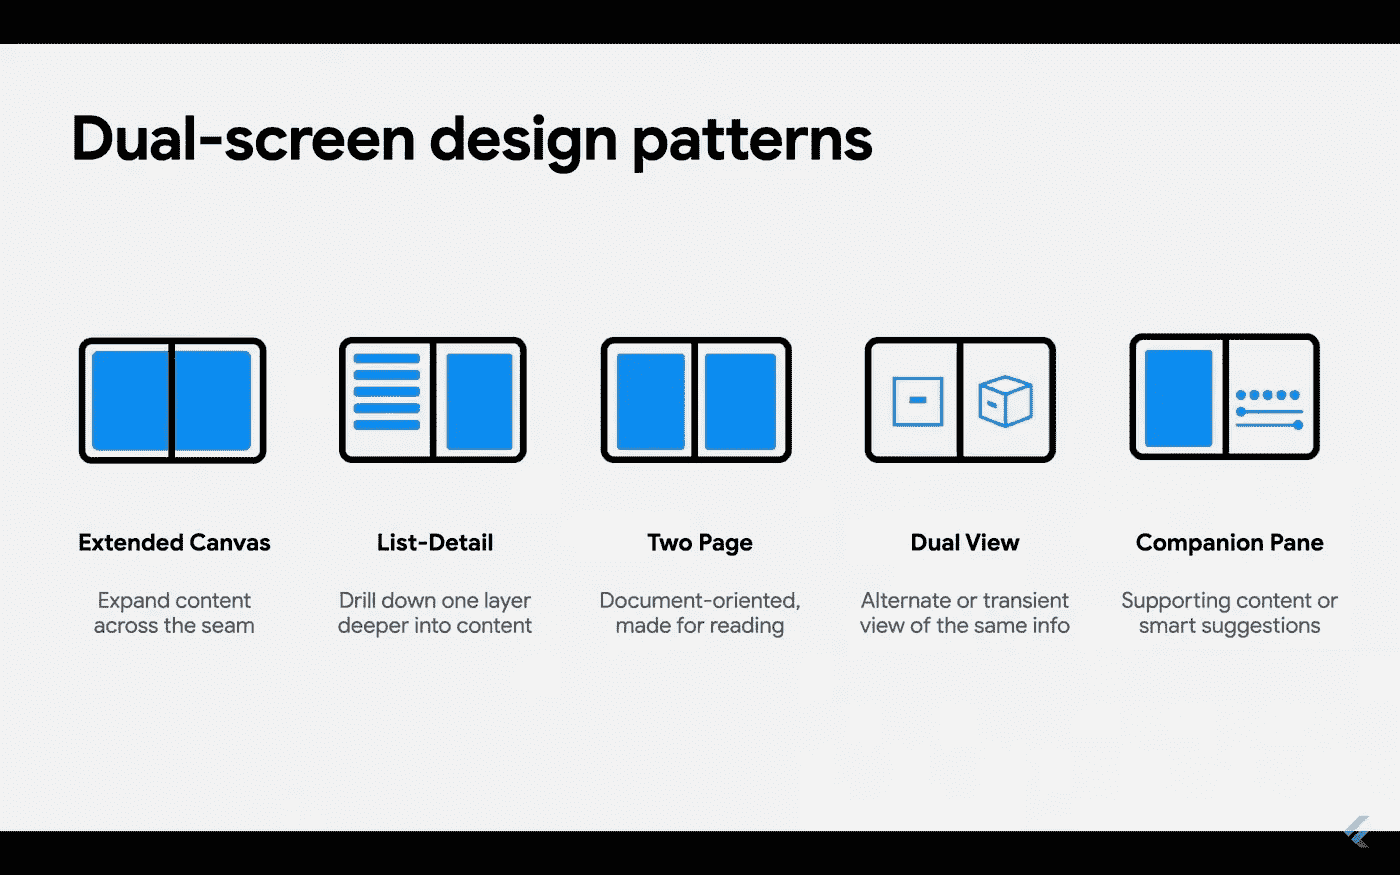 Dual-screen design patterns
Extended Canvas
Expand content
across the seam
List-Detail
Drill down one layer
deeper into content
Two Page
Document-oriented,
made for reading
Dual View
Alternate or transient
view of the same info
Companion Pane
Supporting content or
smart suggestions